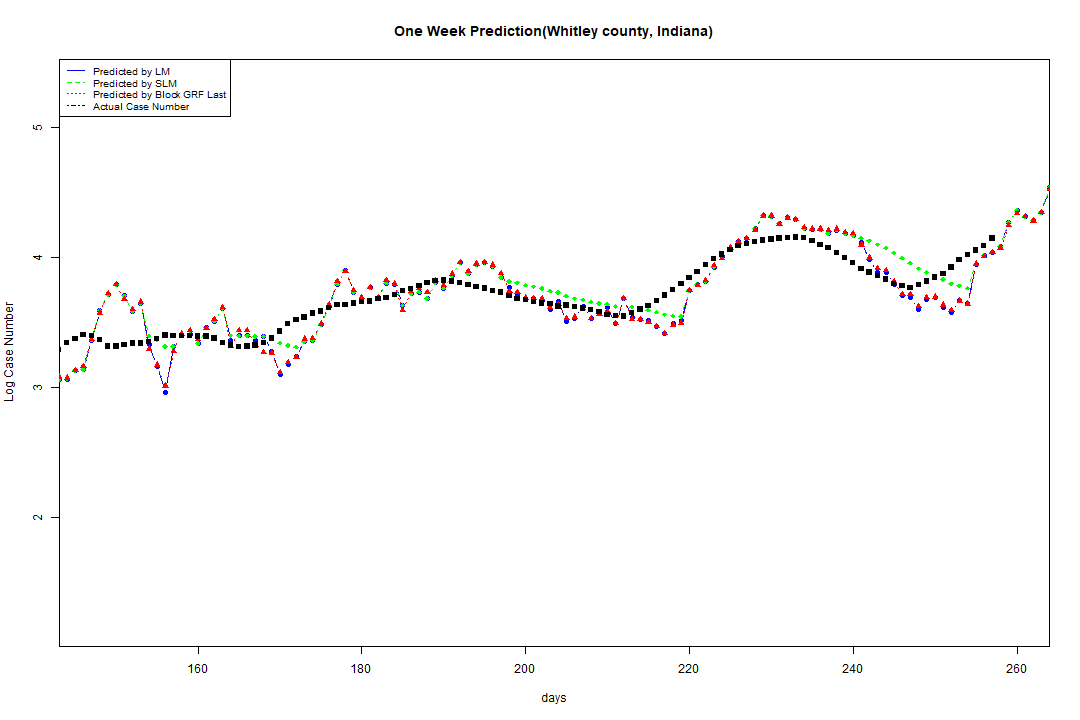 One Week Prediction(Whitley county, Indiana)
Predicted by LM
Predicted by SLM
Predicted by Block GRF Last
Actual Case Number
5
4
3
2
Log Case Number
160
180
200
220
240
260
days